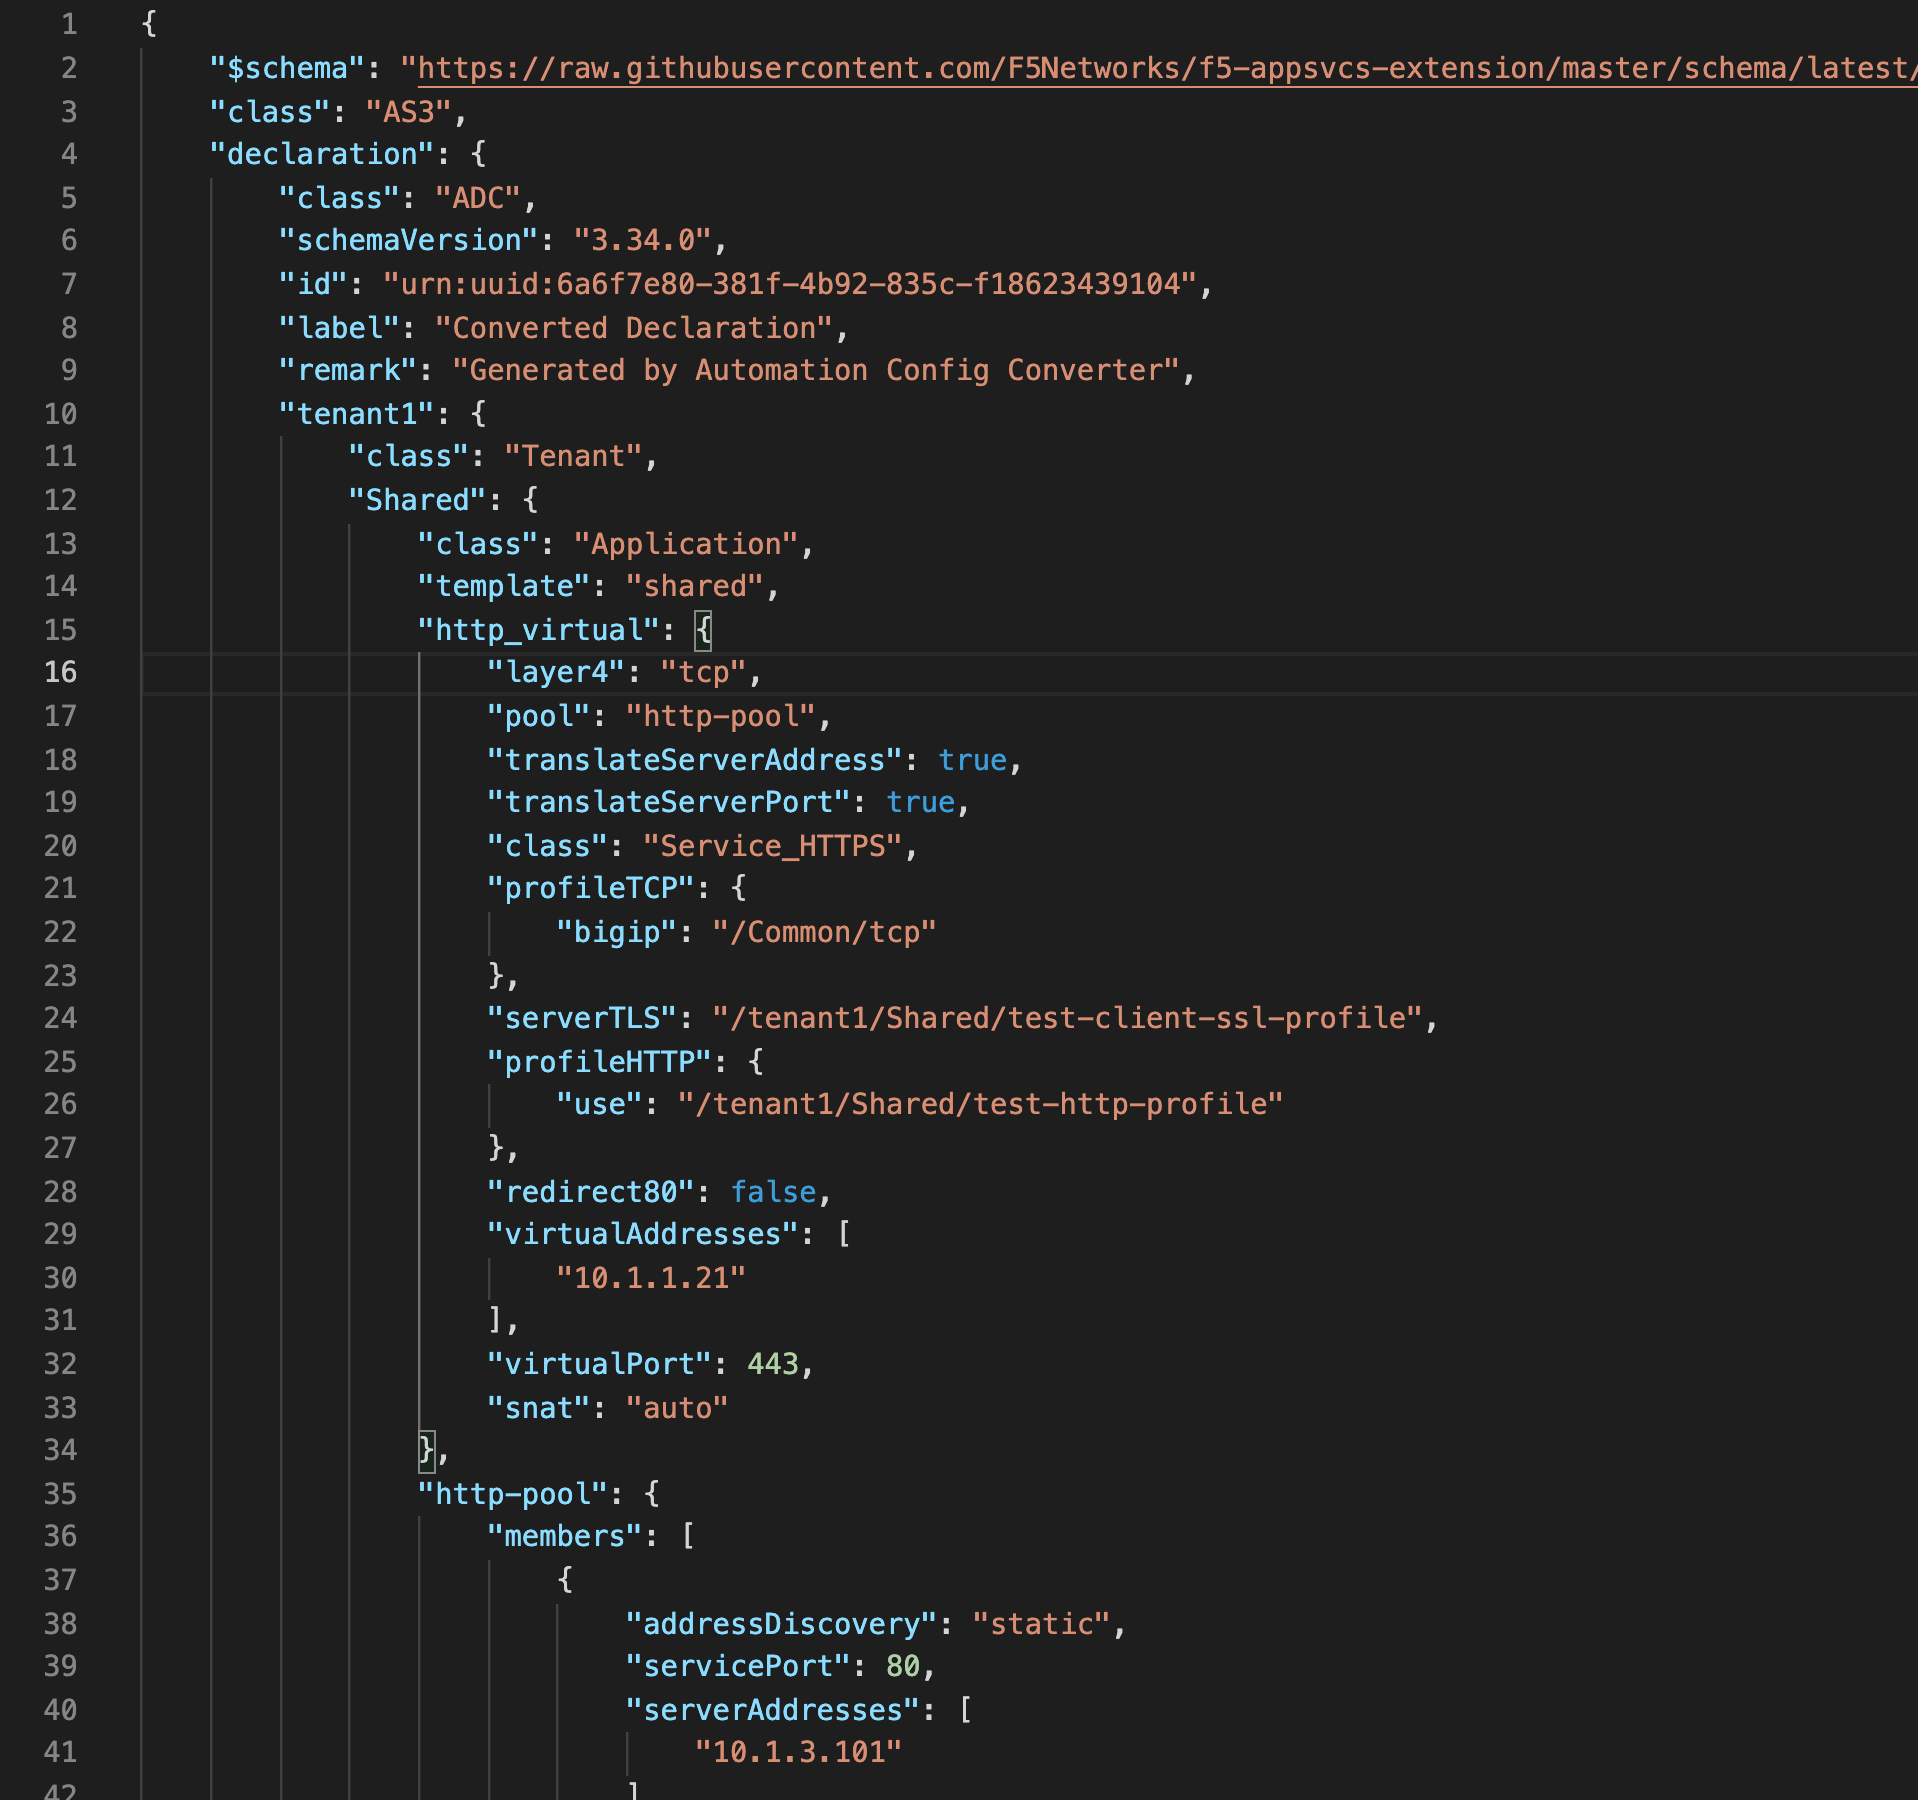 1 {
2 "$schema": "https://raw.githubusercontent.com/F5Networks/f5-appsvcs-extension/master/schema/latest/
3 "class": "AS3",
4 "declaration": {
5 "class": "ADC",
6 "schemaVersion": "3.34.0",
7 "id": "urn:uuid:6a6f7e80-381f-4b92-835c-f18623439104",
8 "label": "Converted Declaration",
9 "remark": "Generated by Automation Config Converter",
10 "tenant1": {
11 "class": "Tenant",
12 "Shared": {
13 "class": "Application",
14 "template": "shared",
15 "http_virtual": {
16 "layer4": "tcp",
17 "pool": "http-pool",
18 "translateServerAddress": true,
19 "translateServerPort": true,
20 "class": "Service_HTTPS",
21 "profileTCP": {
22 "bigip": "/Common/tcp"
23 },
24 "serverTLS": "/tenant1/Shared/test-client-ssl-profile",
25 "profileHTTP": {
26 "use": "/tenant1/Shared/test-http-profile"
27 },
28 "redirect80": false,
29 "virtualAddresses": [
30 "10.1.1.21"
31 ],
32 "virtualPort": 443,
33 "snat": "auto"
34 },
35 "http-pool": {
36 "members": [
37 {
38 "addressDiscovery": "static",
39 "servicePort": 80,
40 "serverAddresses": [
41 "10.1.3.101"
42 ]